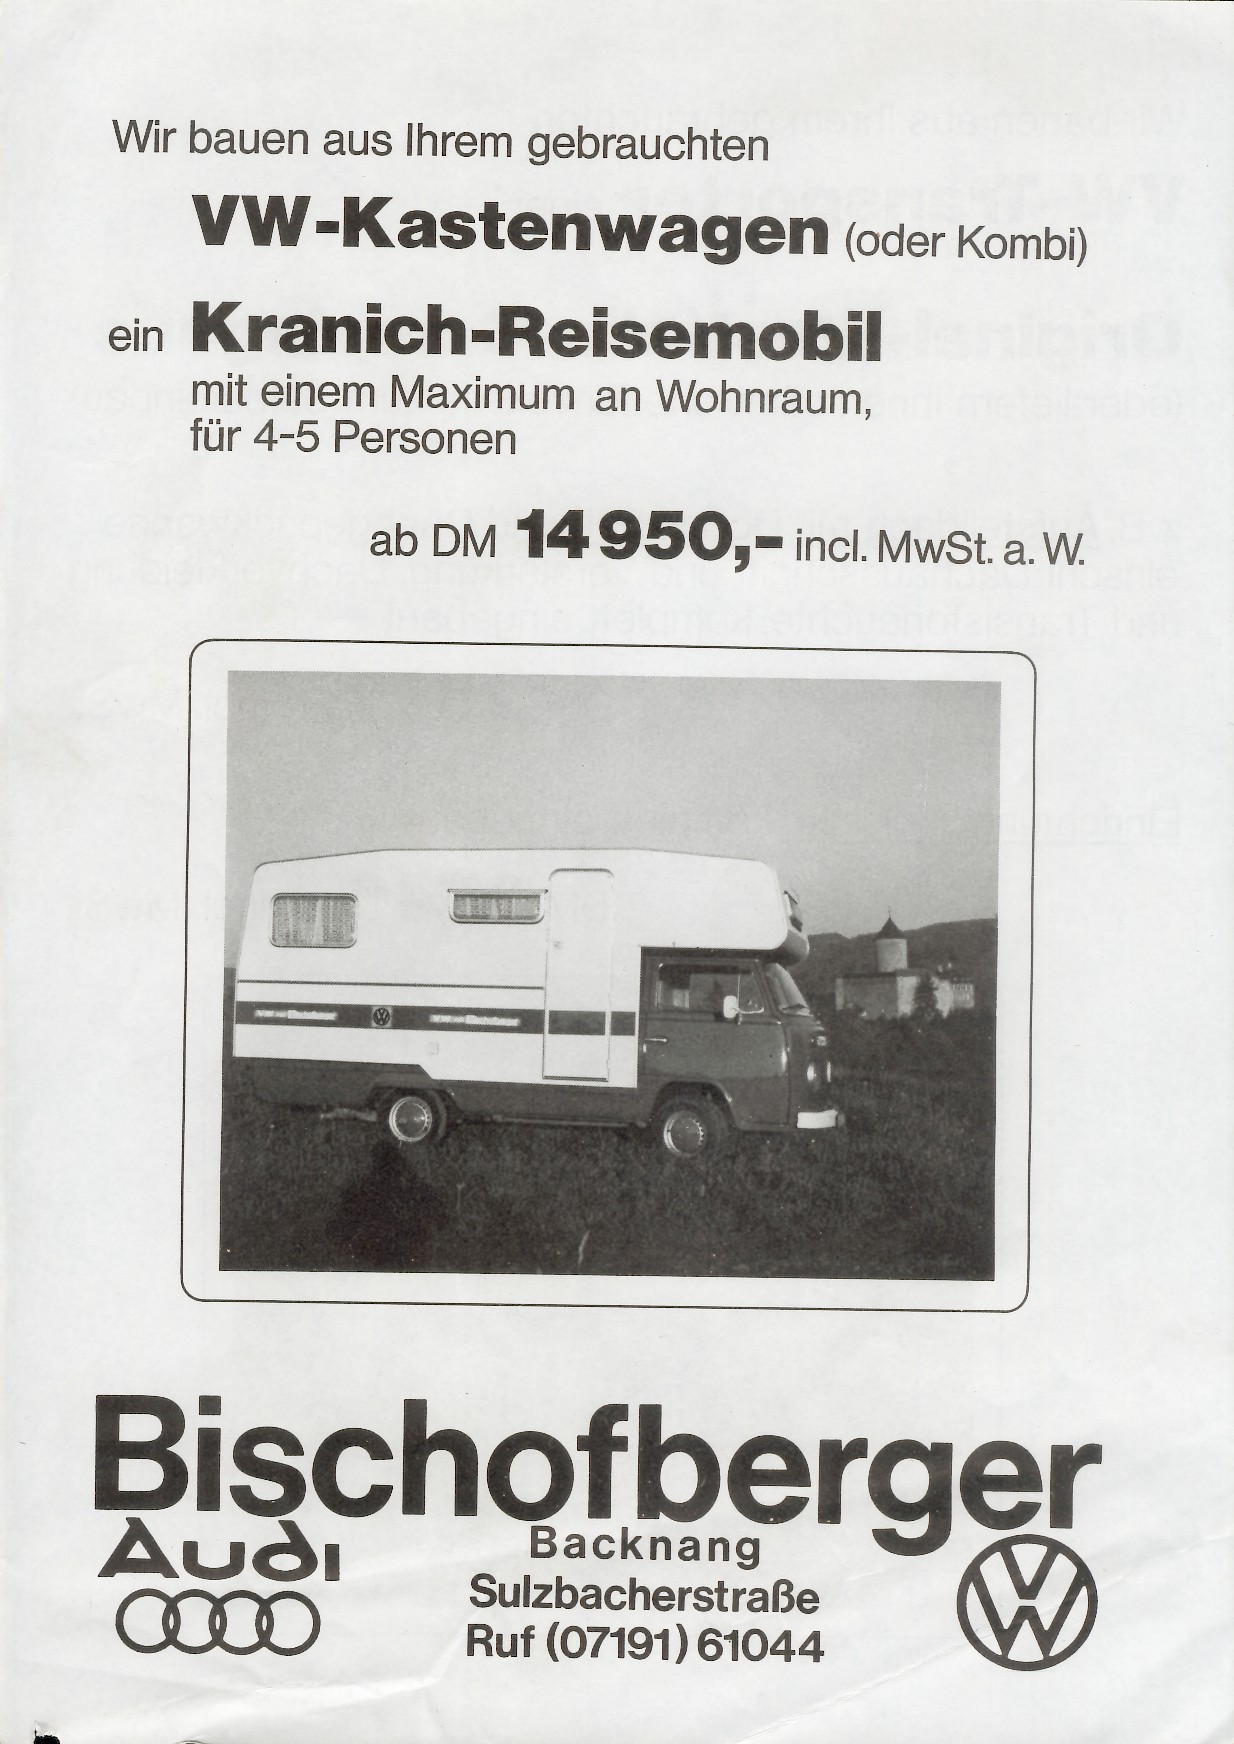 Wir bauen aus Ihrem gebrauchten
VW-Kastenwagen (oder Kombi)
ein Kranich-Reisemobil
mit einem Maximum an Wohnraum,
für 4-5 Personen
ab DM 14950,- incl. MwSt. a. W.
Bischofberger
Audi
Backnang
Sulzbacherstraße
Ruf (07191) 61044
VW